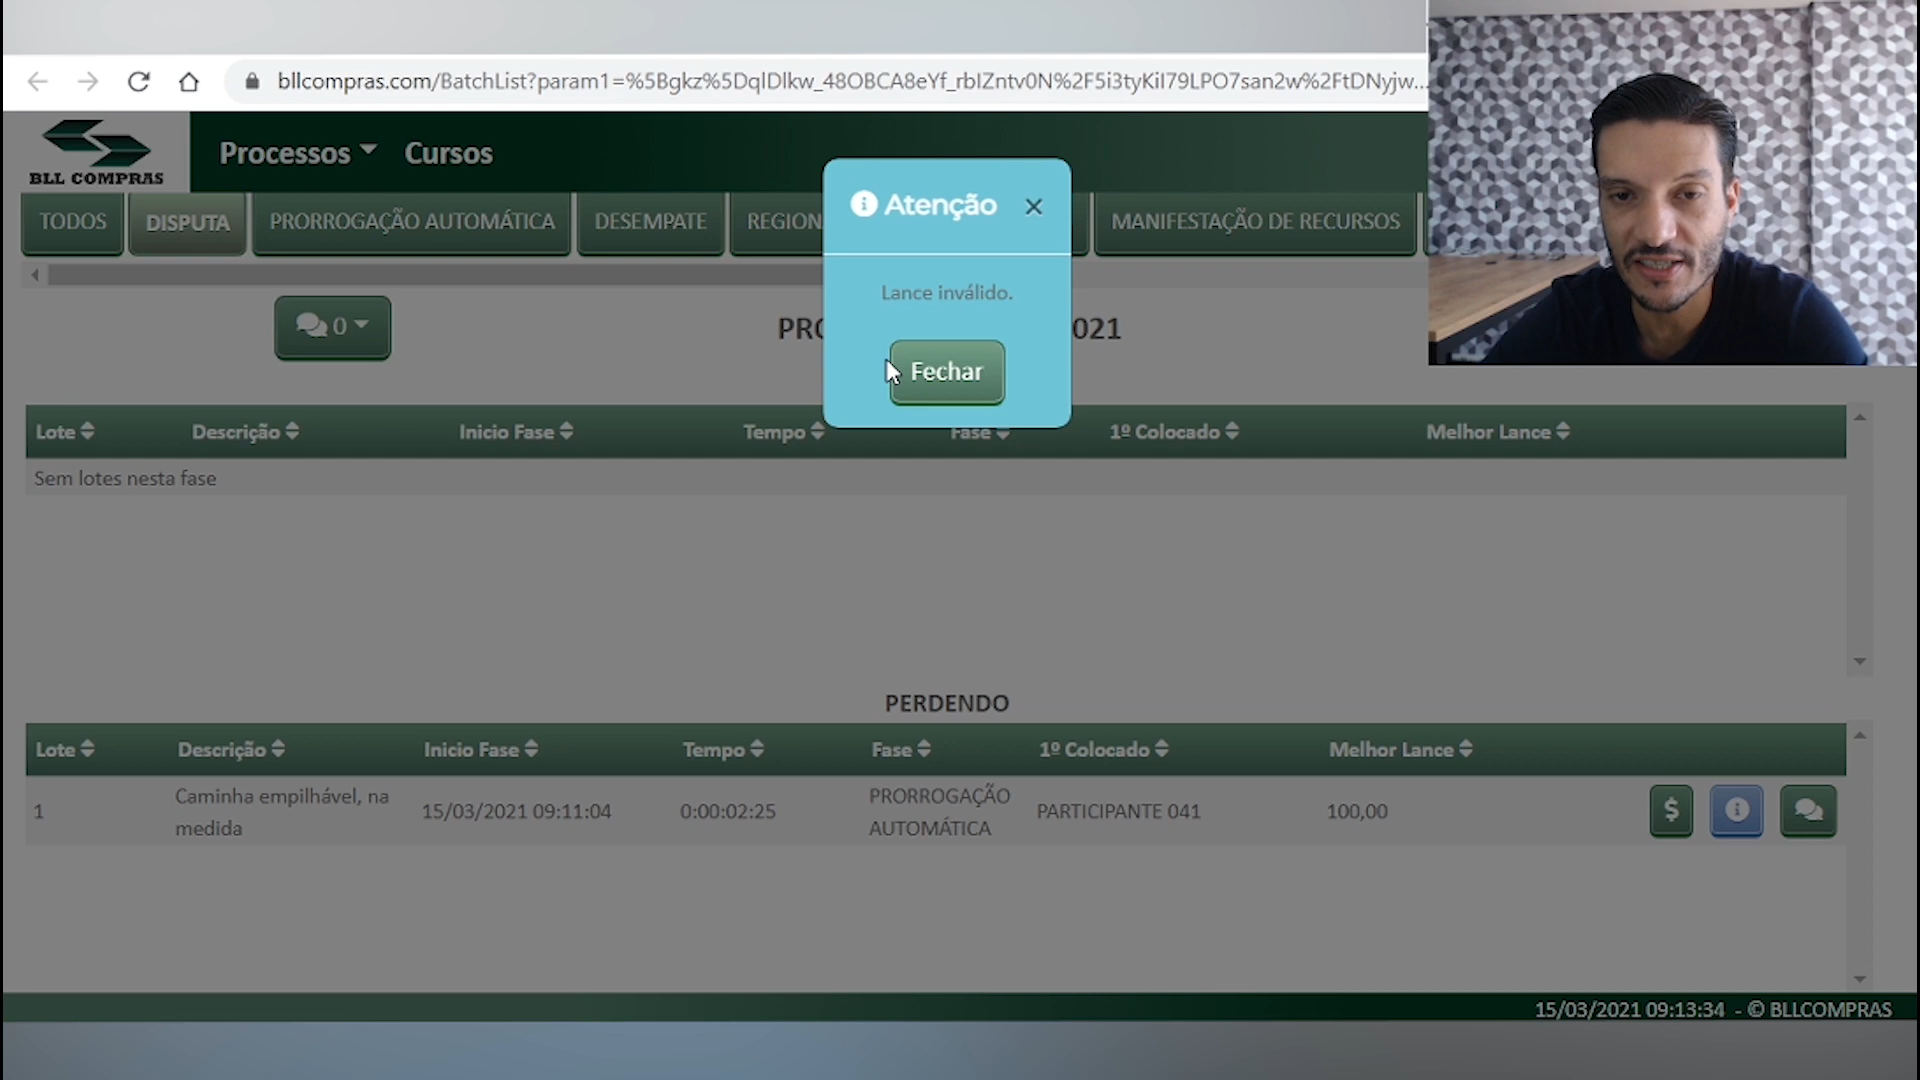 bllcompras.com/BatchList?param1=%5Bgkz%5DqlDlkw_48OBCA8eYf_rbIZntv0N%2F5i3tyKiI79LPO7san2w%2FtDNyjw...
BLL COMPRAS
Processos
Cursos
TODOS
DISPUTA
PRORROGAÇÃO AUTOMÁTICA
DESEMPATE
REGION
MANIFESTAÇÃO DE RECURSOS
Atenção
Lance inválido.
Fechar
0
PRO
021
Lote Descrição Inicio Fase Tempo Fase 1º Colocado Melhor Lance
Sem lotes nesta fase
PERDENDO
Lote Descrição Inicio Fase Tempo Fase 1º Colocado Melhor Lance
1 Caminha empilhável, na medida 15/03/2021 09:11:04 0:00:02:25 PRORROGAÇÃO AUTOMÁTICA PARTICIPANTE 041 100,00
15/03/2021 09:13:34 - © BLLCOMPRAS